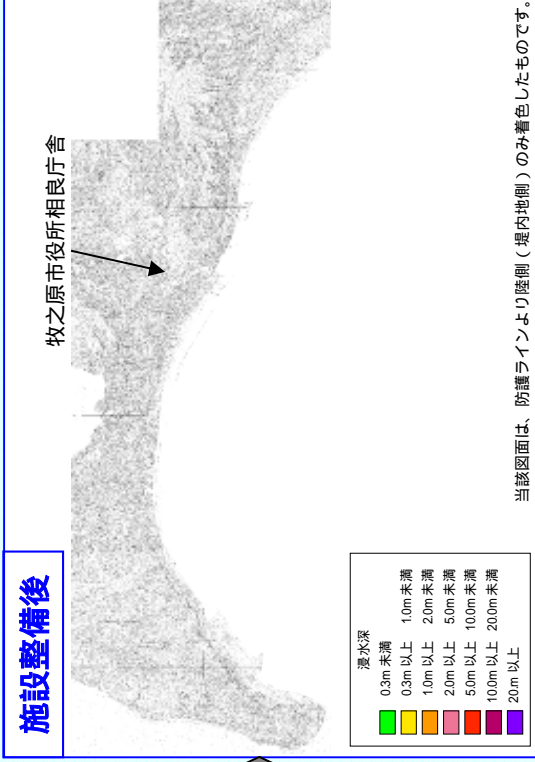 施設整備後
牧之原市役所相良庁舎
浸水深
0.3m 未満
0.3m 以上 1.0m 未満
1.0m 以上 2.0m 未満
2.0m 以上 5.0m 未満
5.0m 以上 10.0m 未満
10.0m 以上 20.0m 未満
20m 以上
当該図面は、防護ラインより陸側（堤内地側）のみ着色したものです。